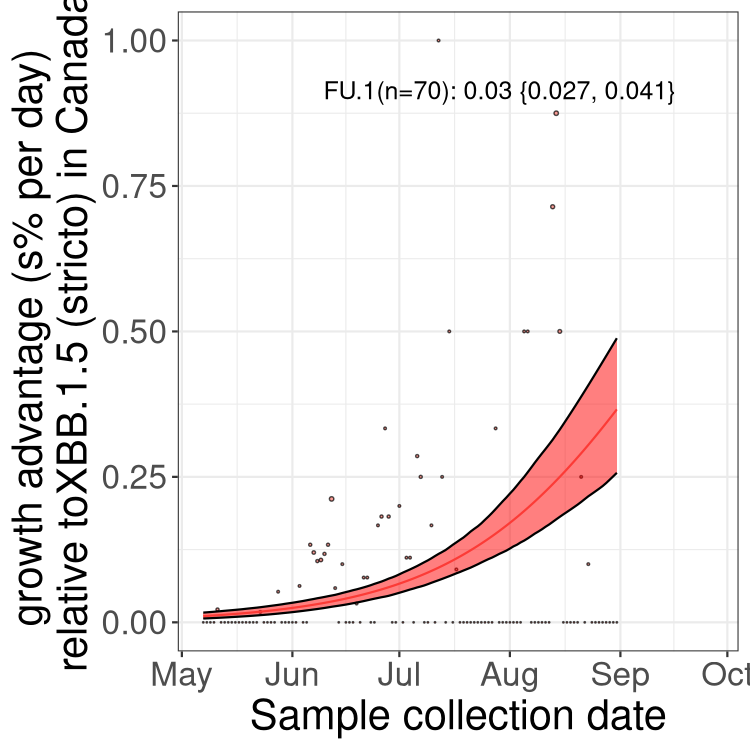 growth advantage (s% per day)
relative toXBB.1.5 (stricto) in Canada
1.00
0.75
0.50
0.25
0.00
FU.1(n=70): 0.03 {0.027, 0.041}
May Jun Jul Aug Sep Oct
Sample collection date